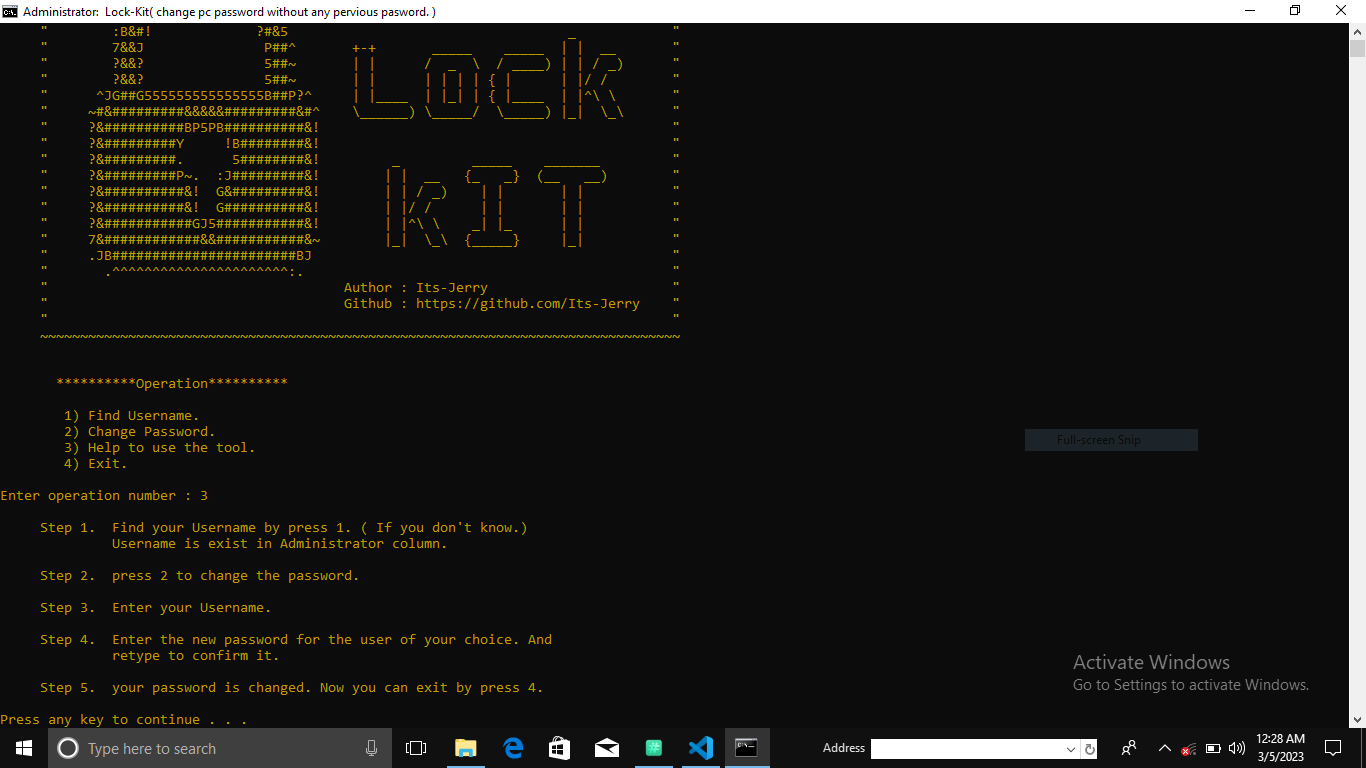 Administrator:  Lock-Kit( change pc password without any pervious pasword. )
LOCK
KIT
Author : Its-Jerry
Github : https://github.com/Its-Jerry
**********Operation**********
1) Find Username.
2) Change Password.
3) Help to use the tool.
4) Exit.
Full-screen Snip
Enter operation number : 3
Step 1.  Find your Username by press 1. ( If you don't know.)
Username is exist in Administrator column.
Step 2.  press 2 to change the password.
Step 3.  Enter your Username.
Step 4.  Enter the new password for the user of your choice. And
retype to confirm it.
Step 5.  your password is changed. Now you can exit by press 4.
Press any key to continue . . .
Activate Windows
Go to Settings to activate Windows.
Type here to search
Address
12:28 AM
3/5/2023